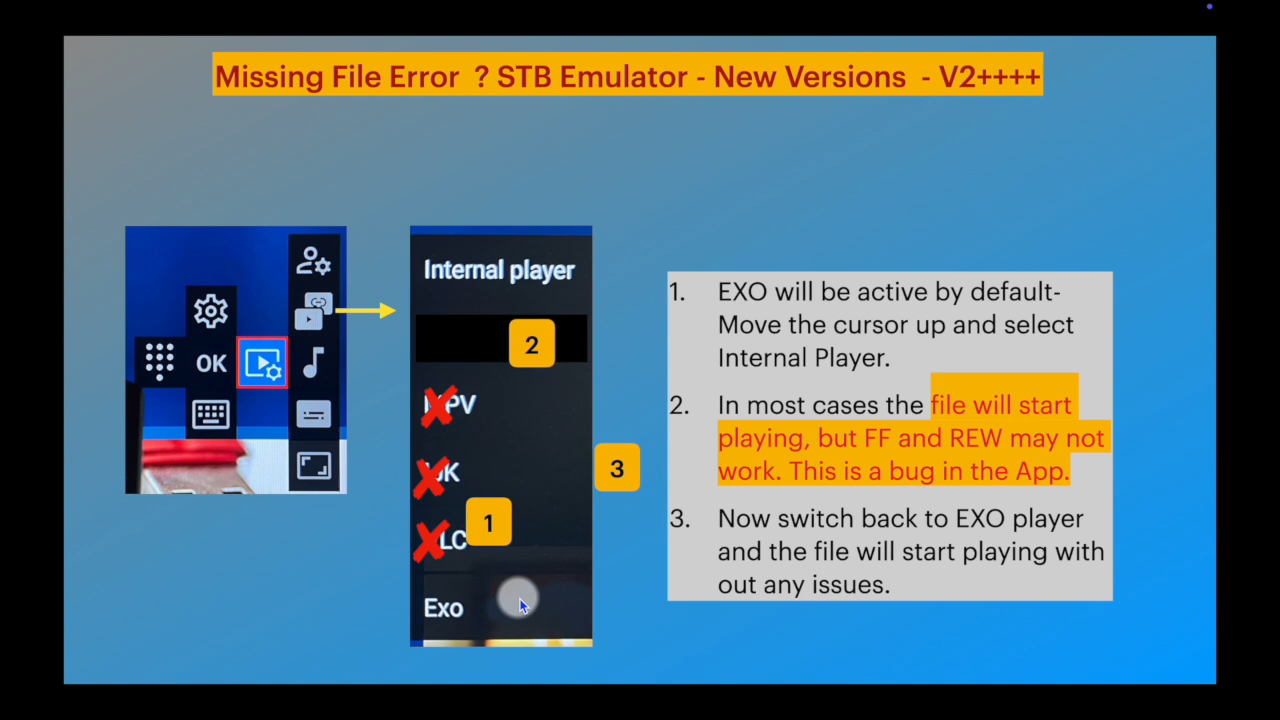 Missing File Error ? STB Emulator - New Versions - V2++++
OK
Internal player
2
PV
K
LC
1
Exo
3
1. EXO will be active by default-
Move the cursor up and select
Internal Player.
2. In most cases the file will start
playing, but FF and REW may not
work. This is a bug in the App.
3. Now switch back to EXO player
and the file will start playing with
out any issues.